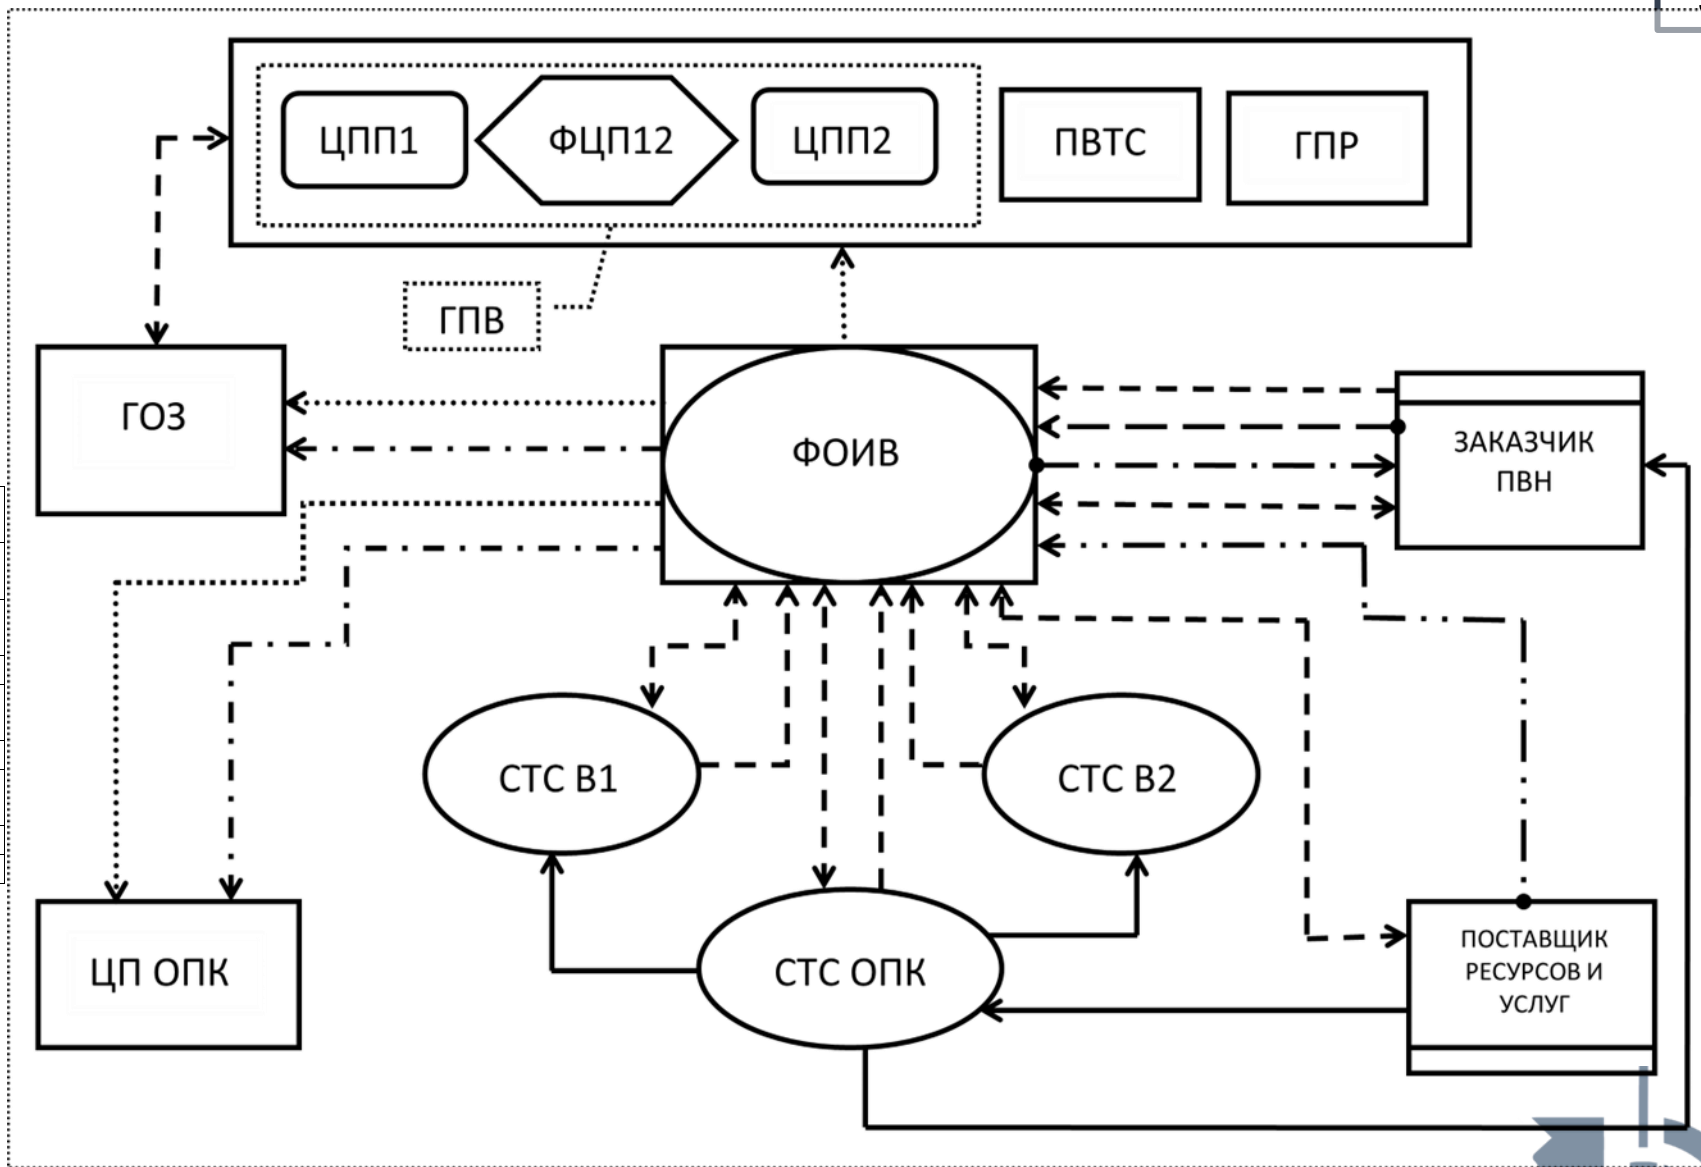 ЦПП1
ФЦП12
ЦПП2
ПВТС
ГПР
ГПВ
ГОЗ
ФОИВ
ЗАКАЗЧИК
ПВН
СТС В1
СТС В2
ЦП ОПК
СТС ОПК
ПОСТАВЩИК
РЕСУРСОВ И
УСЛУГ